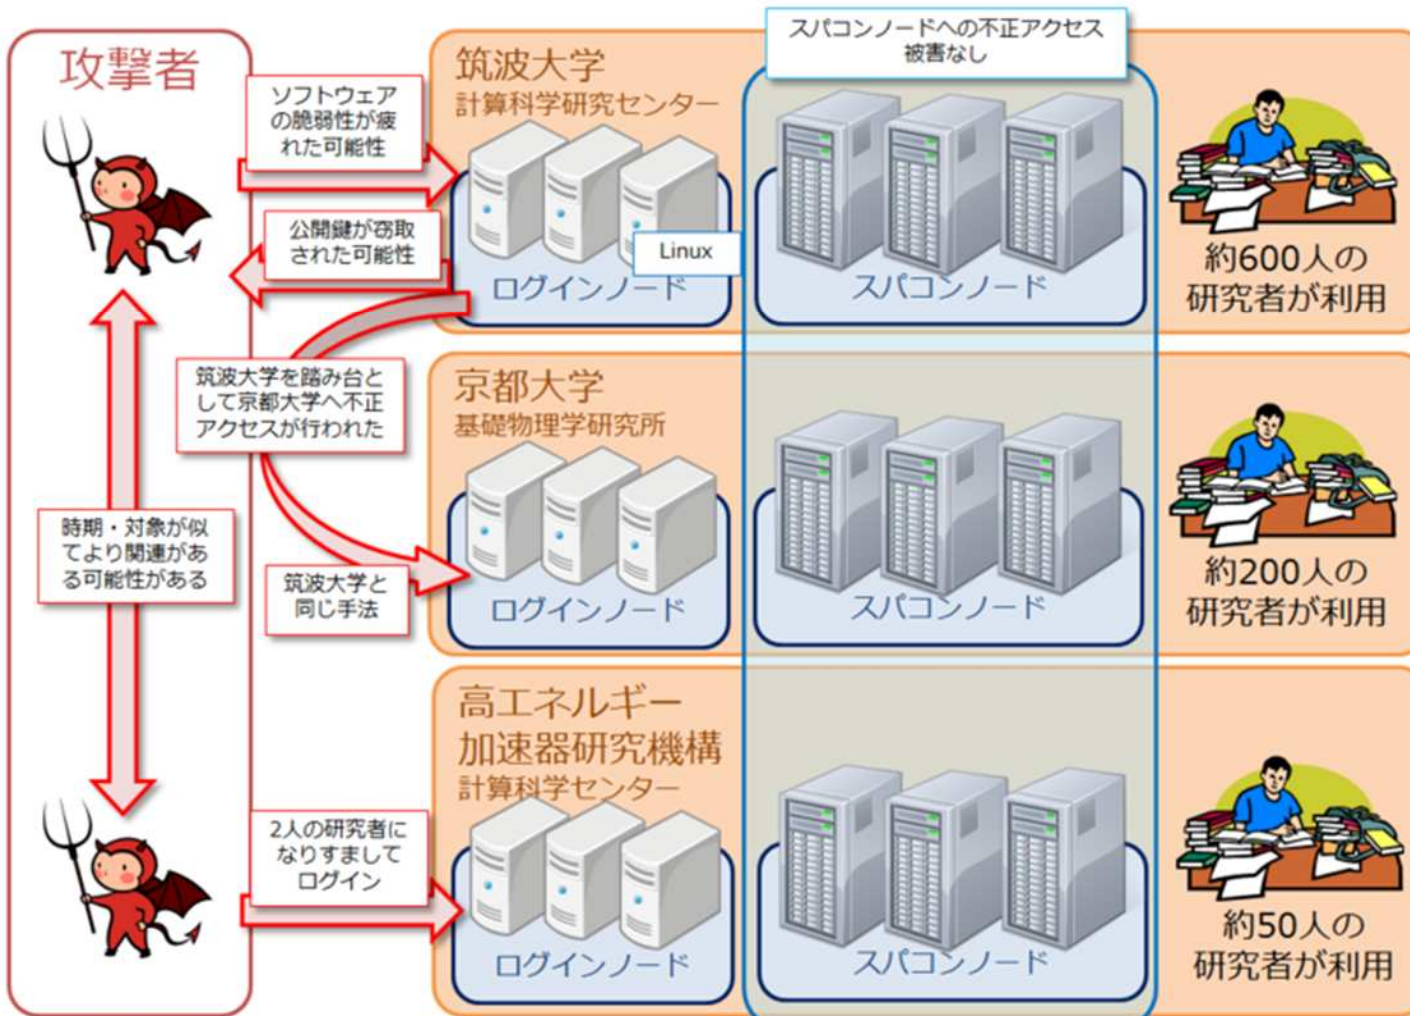 攻撃者
ソフトウェア
の脆弱性が疲
れた可能性
公開鍵が窃取
された可能性
筑波大学を踏み台と
して京都大学へ不正
アクセスが行われた
筑波大学と
同じ手法
時期・対象が似
てより関連があ
る可能性がある
2人の研究者に
なりすまして
ログイン
スパコンノードへの不正アクセス
被害なし
筑波大学
計算科学研究センター
Linux
ログインノード
スパコンノード
約600人の
研究者が利用
京都大学
基礎物理学研究所
ログインノード
スパコンノード
約200人の
研究者が利用
高エネルギー
加速器研究機構
計算科学センター
ログインノード
スパコンノード
約50人の
研究者が利用